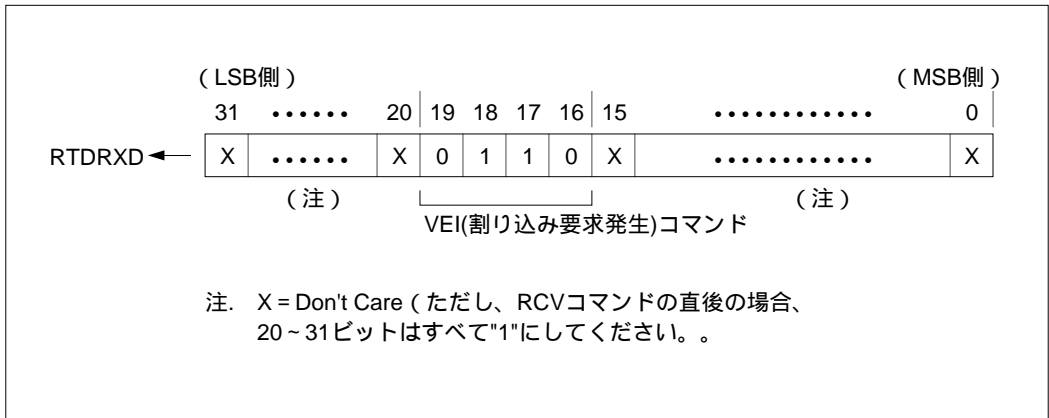 （LSB側） （MSB側）
31 •••••• 20 19 18 17 16 15 •••••••••••• 0
RTDRXD X •••••• X 0 1 1 0 X •••••••••••• X
（注） （注）
VEI(割り込み要求発生)コマンド
注. X = Don't Care（ただし、RCVコマンドの直後の場合、
20~31ビットはすべて"1"にしてください。。